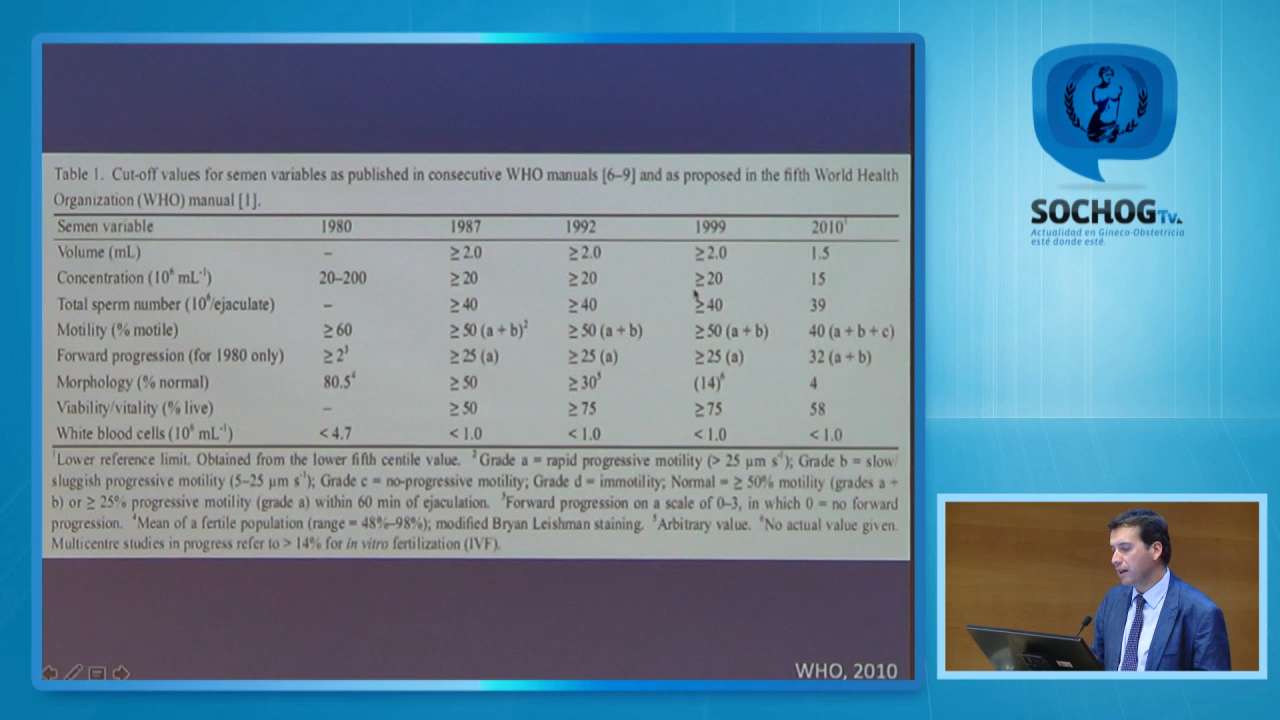 Table 1. Cut-off values for semen variables as published in consecutive WHO manuals [6–9] and as proposed in the fifth World Health
Organization (WHO) manual [1].
Semen variable 1980 1987 1992 1999 2010¹
Volume (mL) – ≥ 2.0 ≥ 2.0 ≥ 2.0 1.5
Concentration (10⁶ mL⁻¹) 20–200 ≥ 20 ≥ 20 ≥ 20 15
Total sperm number (10⁶/ejaculate) – ≥ 40 ≥ 40 ≥ 40 39
Motility (% motile) ≥ 60 ≥ 50 (a + b)² ≥ 50 (a + b) ≥ 50 (a + b) 40 (a + b + c)
Forward progression (for 1980 only) ≥ 2³ ≥ 25 (a) ≥ 25 (a) ≥ 25 (a) 32 (a + b)
Morphology (% normal) 80.5⁴ ≥ 50 ≥ 30⁵ (14)⁶ 4
Viability/vitality (% live) – ≥ 50 ≥ 75 ≥ 75 58
White blood cells (10⁶ mL⁻¹) < 4.7 < 1.0 < 1.0 < 1.0 < 1.0
¹Lower reference limit. Obtained from the lower fifth centile value. ²Grade a = rapid progressive motility (> 25 µm s⁻¹); Grade b = slow/
sluggish progressive motility (5–25 µm s⁻¹); Grade c = no-progressive motility; Grade d = immotility; Normal = ≥ 50% motility (grades a +
b) or ≥ 25% progressive motility (grade a) within 60 min of ejaculation. ³Forward progression on a scale of 0–3, in which 0 = no forward
progression. ⁴Mean of a fertile population (range = 48%–98%); modified Bryan Leishman staining. ⁵Arbitrary value. ⁶No actual value given.
Multicentre studies in progress refer to > 14% for in vitro fertilization (IVF).
WHO, 2010
SOCHOG Tv.
Actualidad en Gineco-Obstetricia
esté donde esté.